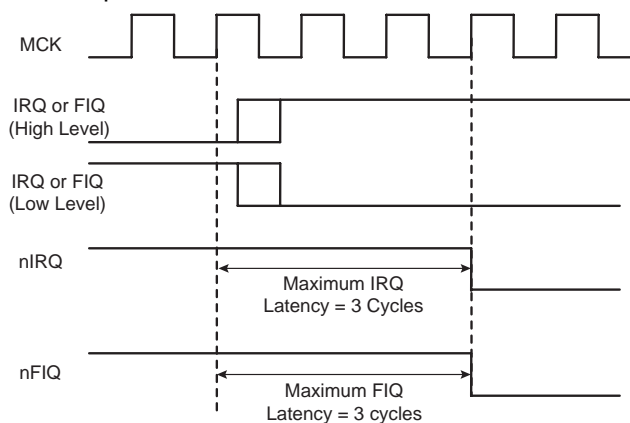 MCK
IRQ or FIQ
(High Level)
IRQ or FIQ
(Low Level)
nIRQ
Maximum IRQ
Latency = 3 Cycles
nFIQ
Maximum FIQ
Latency = 3 cycles